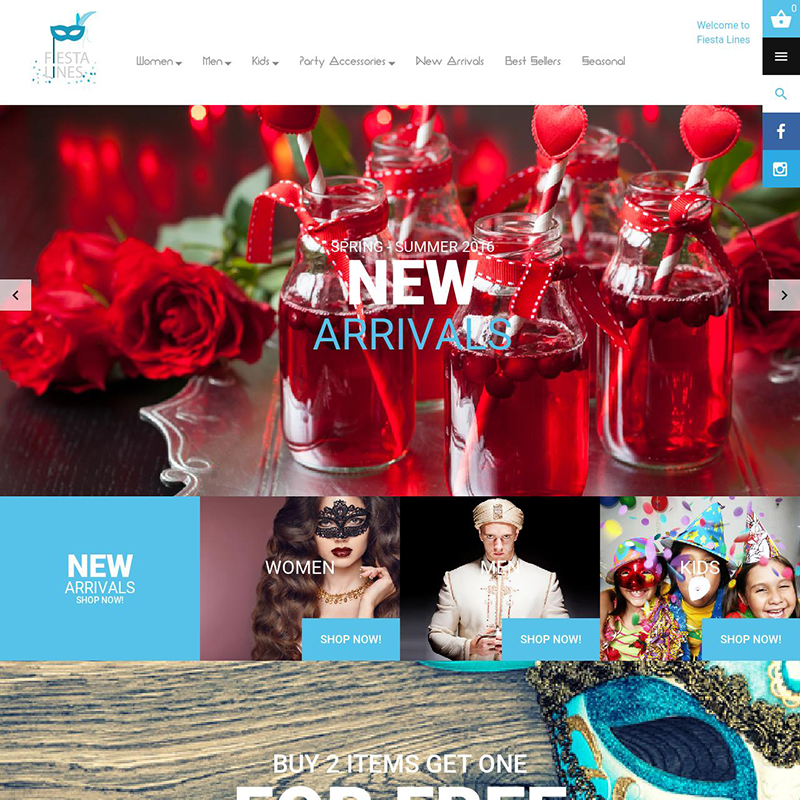 FIESTA
LINES
Women
Men
Kids
Party Accessories
New Arrivals
Best Sellers
Seasonal
Welcome to
Fiesta Lines
0
SPRING - SUMMER 2016
NEW
ARRIVALS
NEW
ARRIVALS
SHOP NOW!
WOMEN
SHOP NOW!
MEN
SHOP NOW!
KIDS
SHOP NOW!
BUY 2 ITEMS GET ONE
FOR FREE